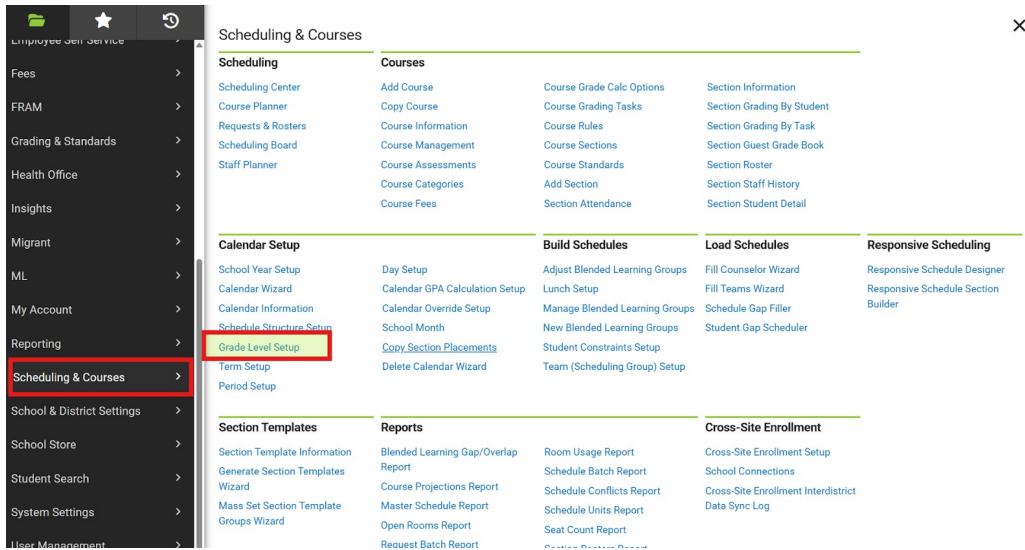 Employee Self Service
Fees
FRAM
Grading & Standards
Health Office
Insights
Migrant
ML
My Account
Reporting
Scheduling & Courses
School & District Settings
School Store
Student Search
System Settings
User Management
Scheduling & Courses
Scheduling
Scheduling Center
Course Planner
Requests & Rosters
Scheduling Board
Staff Planner
Courses
Add Course
Copy Course
Course Information
Course Management
Course Assessments
Course Categories
Course Fees
Course Grade Calc Options
Course Grading Tasks
Course Rules
Course Sections
Course Standards
Add Section
Section Attendance
Section Information
Section Grading By Student
Section Grading By Task
Section Guest Grade Book
Section Roster
Section Staff History
Section Student Detail
Calendar Setup
School Year Setup
Calendar Wizard
Calendar Information
Schedule Structure Setup
Grade Level Setup
Term Setup
Period Setup
Day Setup
Calendar GPA Calculation Setup
Calendar Override Setup
School Month
Copy Section Placements
Delete Calendar Wizard
Build Schedules
Adjust Blended Learning Groups
Lunch Setup
Manage Blended Learning Groups
New Blended Learning Groups
Student Constraints Setup
Team (Scheduling Group) Setup
Load Schedules
Fill Counselor Wizard
Fill Teams Wizard
Schedule Gap Filler
Student Gap Scheduler
Responsive Scheduling
Responsive Schedule Designer
Responsive Schedule Section
Builder
Section Templates
Section Template Information
Generate Section Templates
Wizard
Mass Set Section Template
Groups Wizard
Reports
Blended Learning Gap/Overlap
Report
Course Projections Report
Master Schedule Report
Open Rooms Report
Request Batch Report
Room Usage Report
Schedule Batch Report
Schedule Conflicts Report
Schedule Units Report
Seat Count Report
Section Rosters Report
Cross-Site Enrollment
Cross-Site Enrollment Setup
School Connections
Cross-Site Enrollment Interdistrict
Data Sync Log